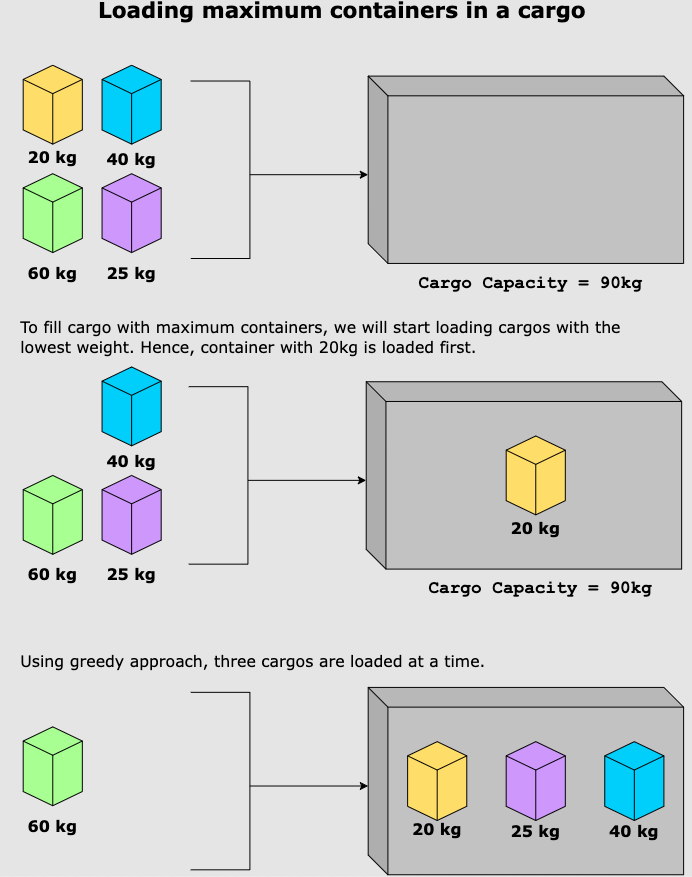 Loading maximum containers in a cargo
20 kg 40 kg
60 kg 25 kg
Cargo Capacity = 90kg
To fill cargo with maximum containers, we will start loading cargos with the
lowest weight. Hence, container with 20kg is loaded first.
40 kg
20 kg
60 kg 25 kg
Cargo Capacity = 90kg
Using greedy approach, three cargos are loaded at a time.
60 kg
20 kg 25 kg 40 kg